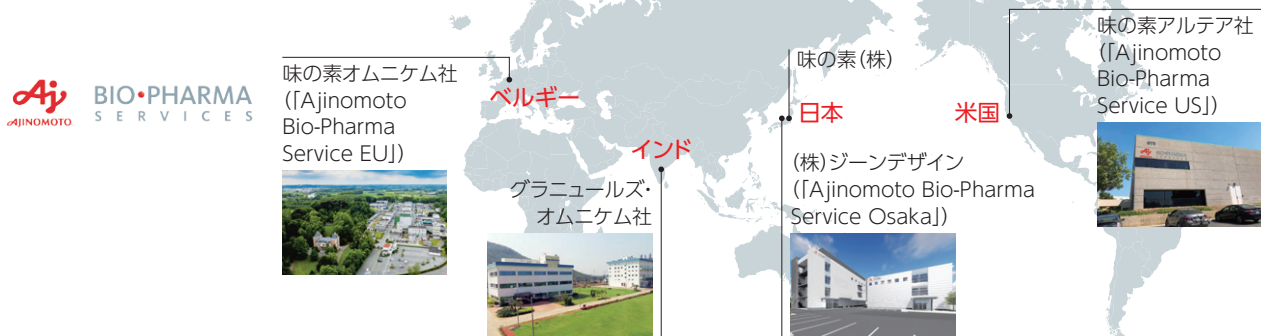 Aj
AJINOMOTO
BIO•PHARMA
SERVICES
味の素オムニケム社
(「Ajinomoto
Bio-Pharma
Service EU」)
ベルギー
インド
グラニュールズ・
オムニケム社
味の素(株)
日本
(株)ジーンデザイン
(「Ajinomoto Bio-Pharma
Service Osaka」)
米国
味の素アルテア社
(「Ajinomoto
Bio-Pharma
Service US」)